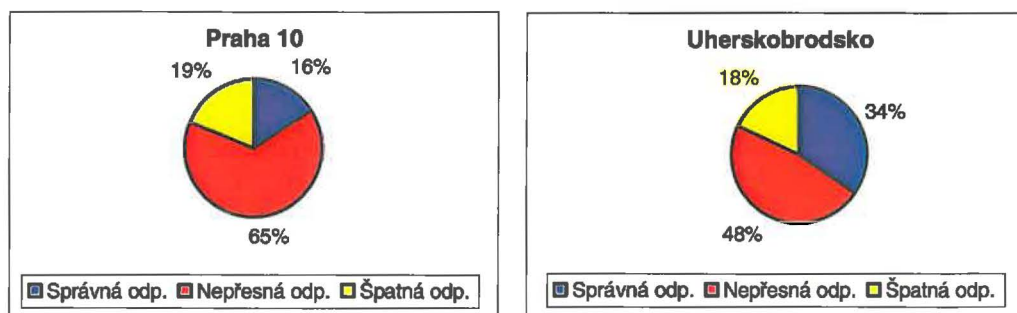 Praha 10
19%
16%
65%
Správná odp. Nepřesná odp. Špatná odp.
Uherskobrodsko
18%
34%
48%
Správná odp. Nepřesná odp. Špatná odp.